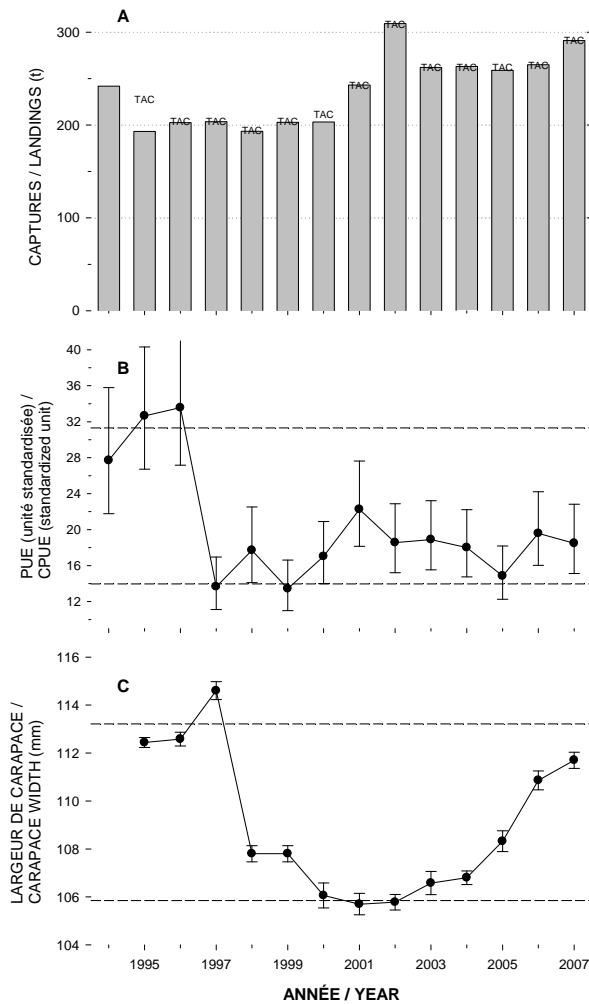 A
300
200
100
0
CAPTURES / LANDINGS (t)
TAC
TAC
TAC
TAC
TAC
TAC
TAC
TAC
TAC
TAC
TAC
TAC
TAC
B
40
36
32
28
24
20
16
12
PUE (unité standardisée) /
CPUE (standardized unit)
C
116
114
112
110
108
106
104
LARGEUR DE CARAPACE /
CARAPACE WIDTH (mm)
1995 1997 1999 2001 2003 2005 2007
ANNÉE / YEAR